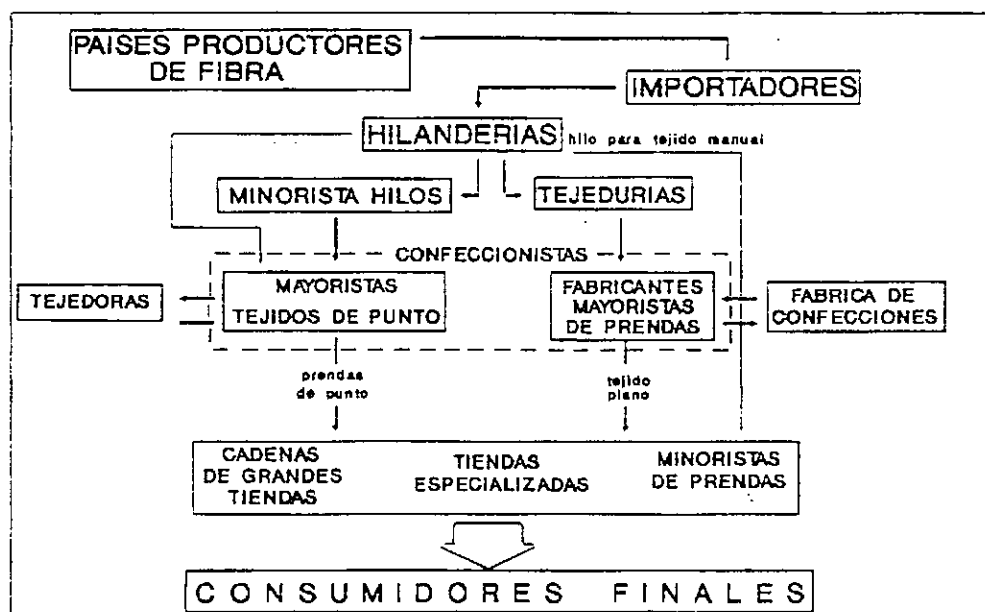 PAISES PRODUCTORES
DE FIBRA
IMPORTADORES
HILANDERIAS
hilo para tejido manual
MINORISTA HILOS
TEJEDURIAS
CONFECCIONISTAS
TEJEDORAS
MAYORISTAS
TEJIDOS DE PUNTO
FABRICANTES
MAYORISTAS
DE PRENDAS
FABRICA DE
CONFECCIONES
prendas
de punto
tejido
plano
CADENAS
DE GRANDES
TIENDAS
TIENDAS
ESPECIALIZADAS
MINORISTAS
DE PRENDAS
CONSUMIDORES FINALES